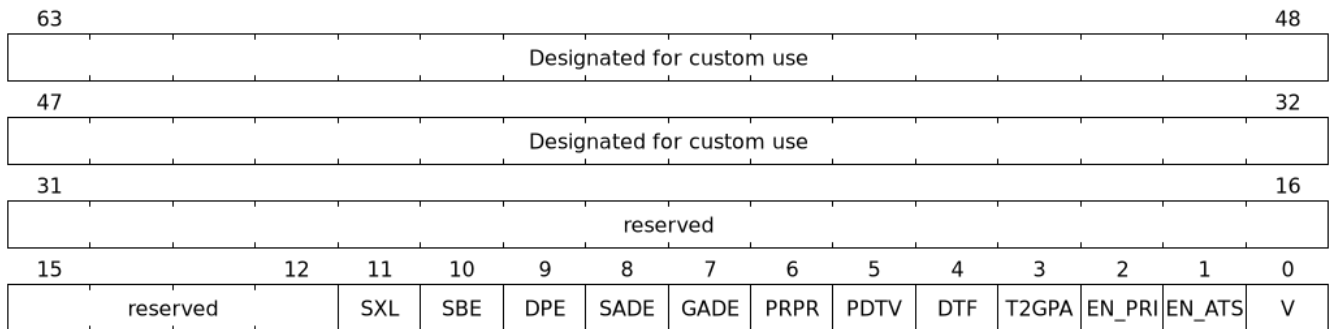 63 48
Designated for custom use
47 32
Designated for custom use
31 16
reserved
15 12 11 10 9 8 7 6 5 4 3 2 1 0
reserved SXL SBE DPE SADE GADE PRPR PDTV DTF T2GPA EN_PRI EN_ATS V